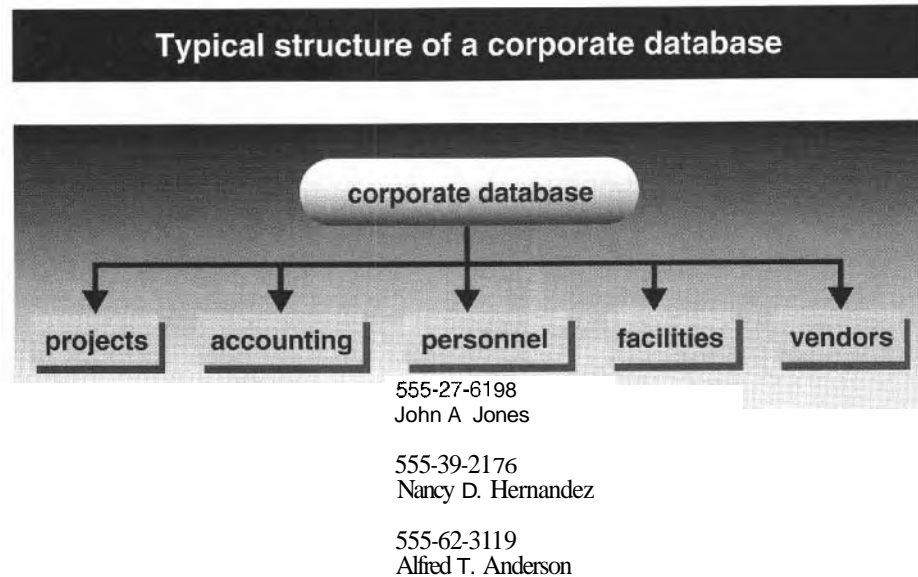 Typical structure of a corporate database
corporate database
projects accounting personnel facilities vendors
555-27-6198
John A Jones
555-39-2176
Nancy D. Hernandez
555-62-3119
Alfred T. Anderson